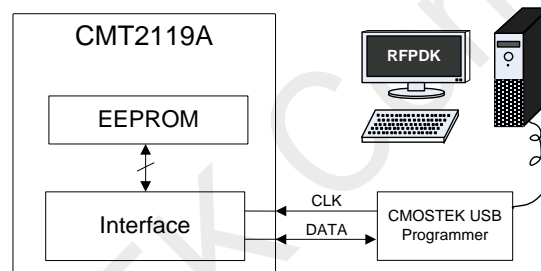 CMT2119A
RFPDK
EEPROM
CLK
Interface
DATA
CMOSTEK USB
Programmer